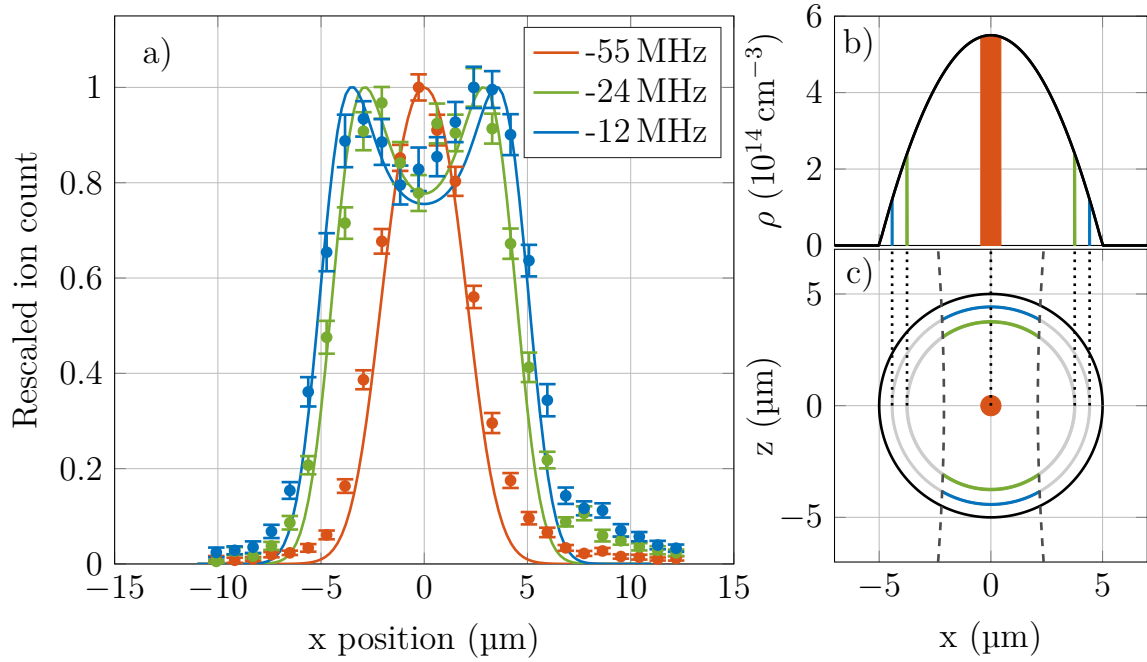 a)
-55 MHz
-24 MHz
-12 MHz
Rescaled ion count
1
0.8
0.6
0.4
0.2
0
−15 −10 −5 0 5 10 15
x position (µm)
b)
ρ (10¹⁴ cm⁻³)
6
4
2
0
c)
z (µm)
5
0
−5
−5 0 5
x (µm)